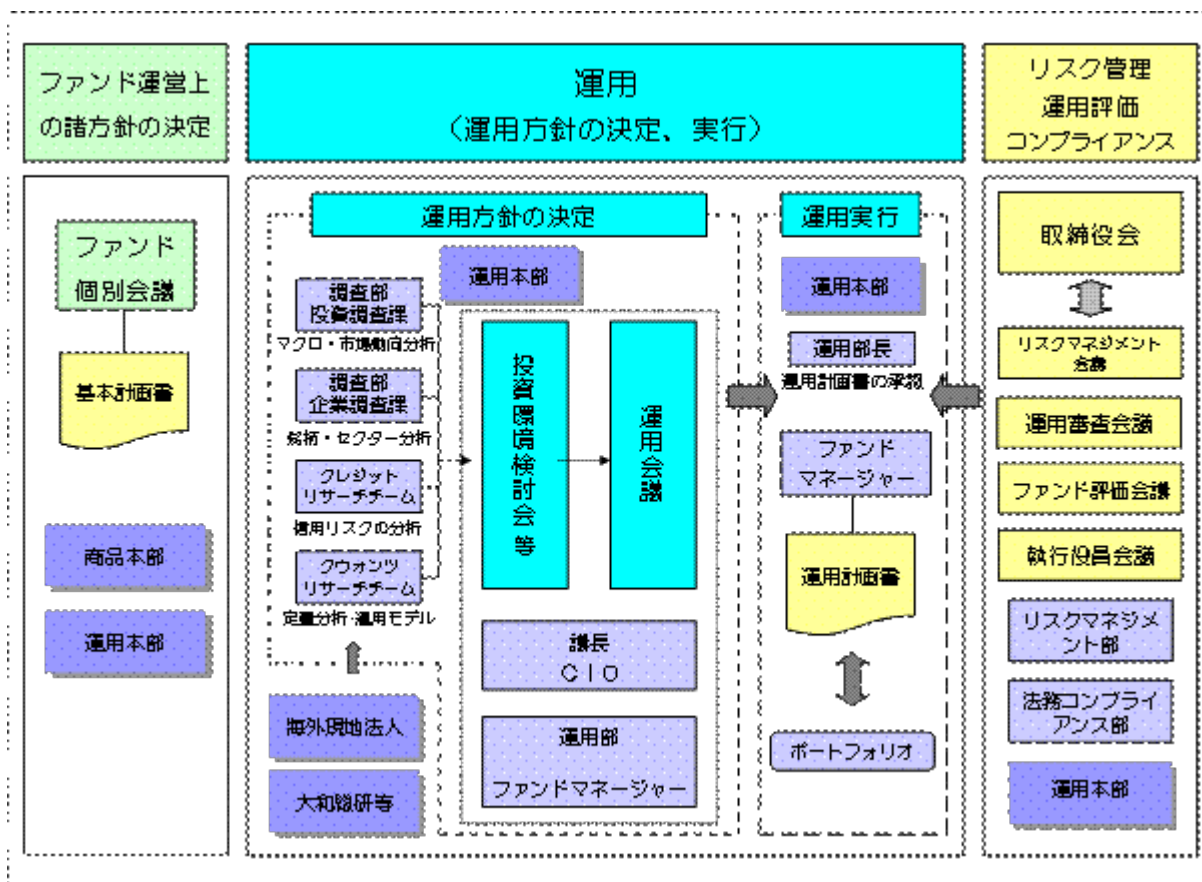 ファンド運営上
の諸方針の決定
運用
（運用方針の決定、実行）
リスク管理
運用評価
コンプライアンス
ファンド
個別会議
基本計画書
商品本部
運用本部
運用方針の決定
運用本部
調査部
投資調査課
マクロ・市場動向分析
調査部
企業調査課
銘柄・セクター分析
クレジット
リサーチチーム
信用リスクの分析
クウォンツ
リサーチチーム
定量分析・運用モデル
海外現地法人
大和総研等
投資環境検討会等
運用会議
議長
ＣＩＯ
運用部
ファンドマネージャー
運用実行
運用本部
運用部長
運用計画書の承認
ファンド
マネージャー
運用計画書
ポートフォリオ
取締役会
リスクマネジメント
会議
運用審査会議
ファンド評価会議
執行役員会議
リスクマネジメ
ント部
法務コンプライ
アンス部
運用本部